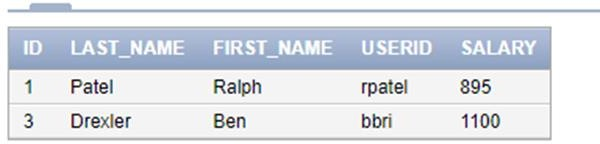 ID LAST_NAME FIRST_NAME USERID SALARY
1 Patel Ralph rpatel 895
3 Drexler Ben bbri 1100